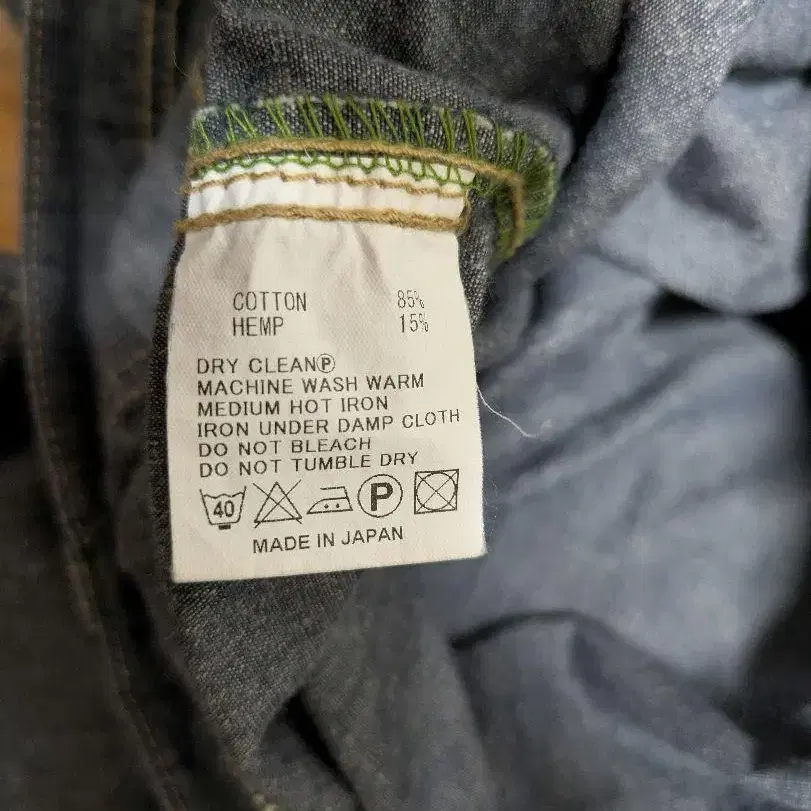 COTTON 85%
HEMP 15%
DRY CLEANⓅ
MACHINE WASH WARM
MEDIUM HOT IRON
IRON UNDER DAMP CLOTH
DO NOT BLEACH
DO NOT TUMBLE DRY
40 P
MADE IN JAPAN